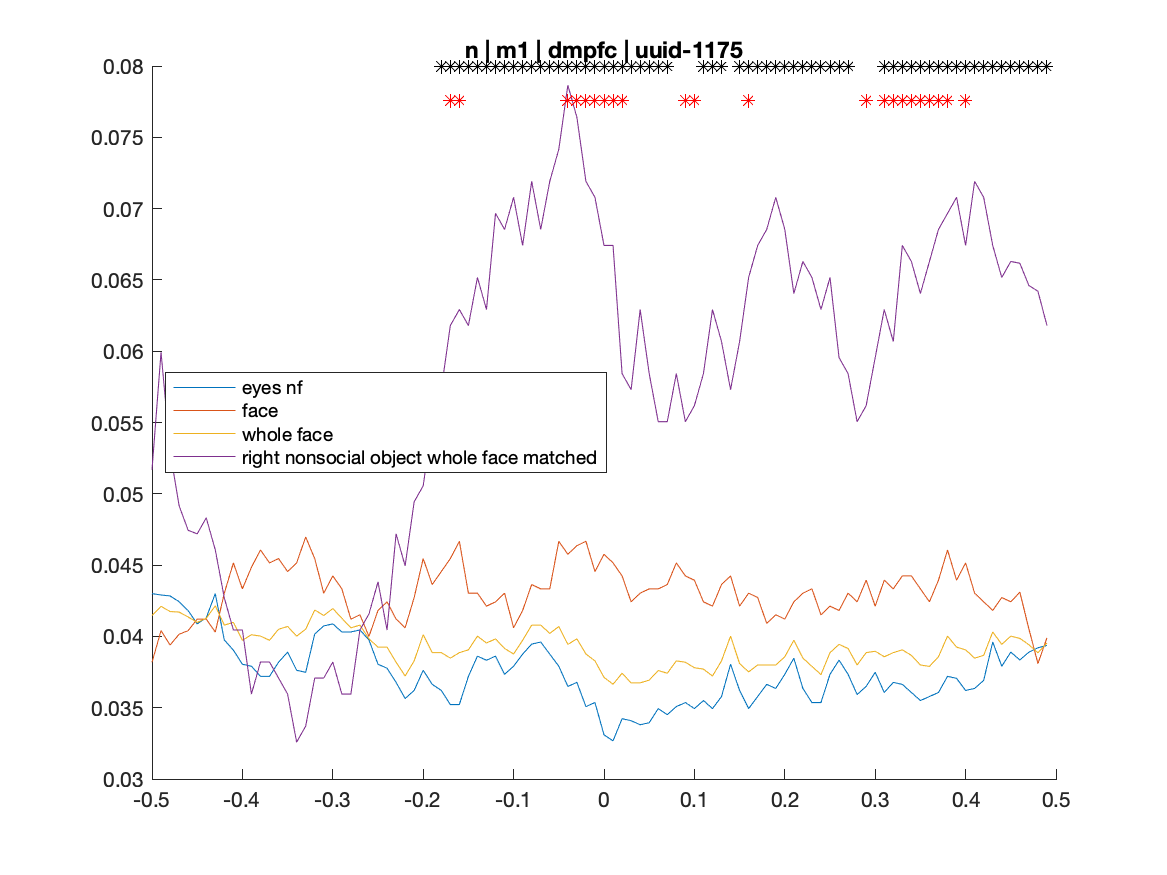 n | m1 | dmpfc | uuid-1175
0.08
0.075
0.07
0.065
0.06
0.055
0.05
0.045
0.04
0.035
0.03
eyes nf
face
whole face
right nonsocial object whole face matched
-0.5 -0.4 -0.3 -0.2 -0.1 0 0.1 0.2 0.3 0.4 0.5